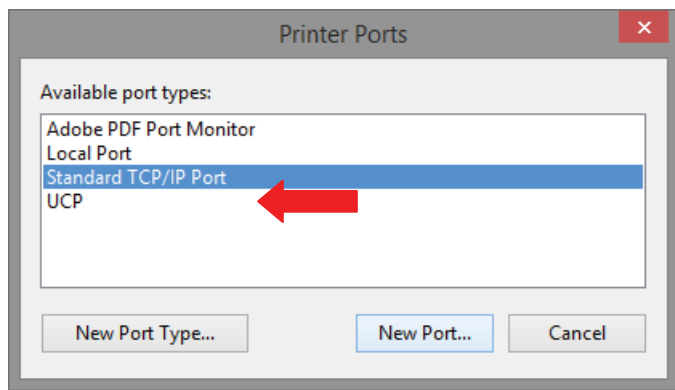 Printer Ports
Available port types:
Adobe PDF Port Monitor
Local Port
Standard TCP/IP Port
UCP
New Port Type...
New Port...
Cancel